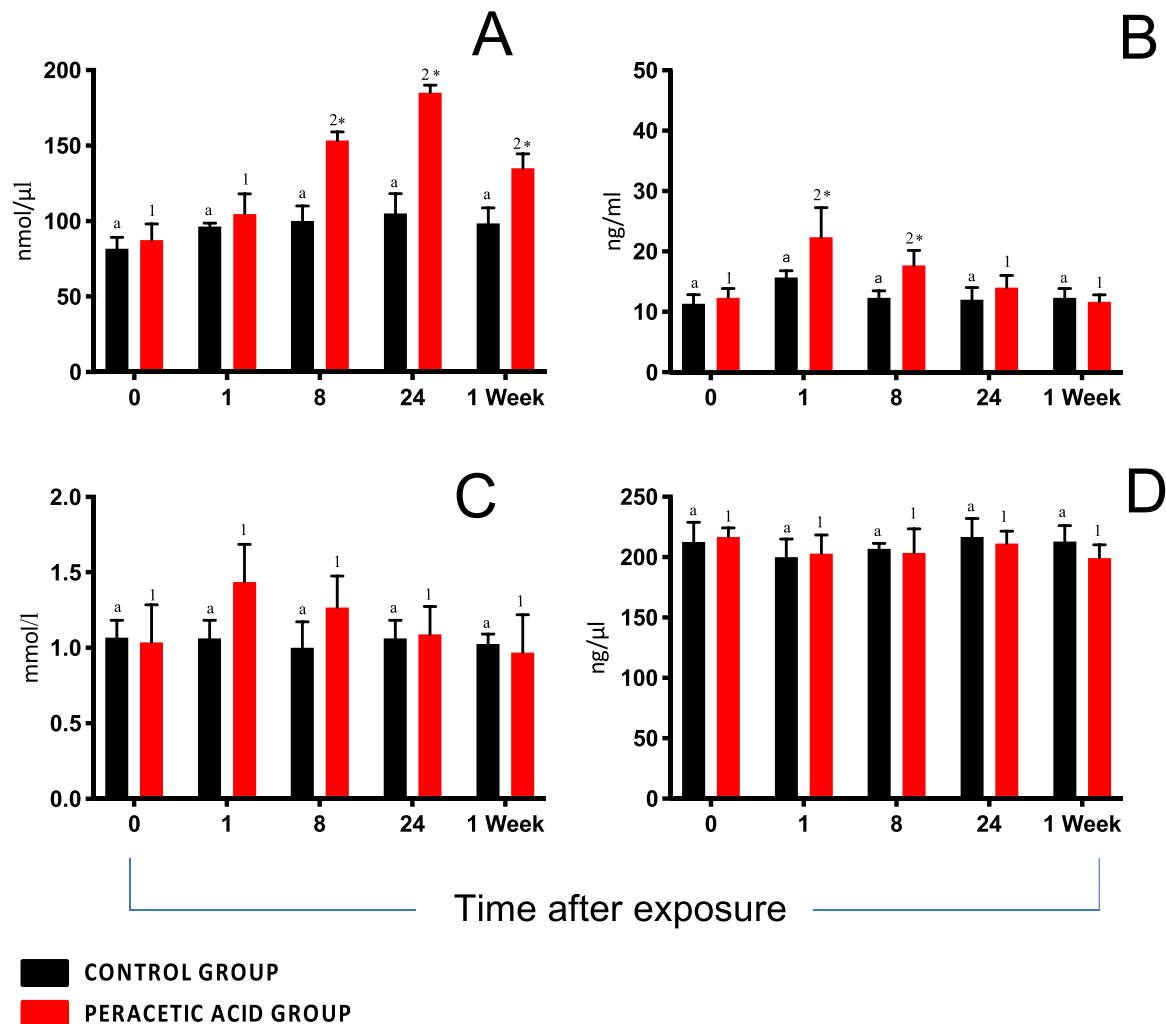 A
200
150
100
50
0
nmol/µl
a 1 a 1 a 2* a 2* a 2*
0 1 8 24 1 Week
B
50
40
30
20
10
0
ng/ml
a 1 a 2* a 2* a 1 a 1
0 1 8 24 1 Week
C
2.0
1.5
1.0
0.5
0.0
mmol/l
a 1 a 1 a 1 a 1 a 1
0 1 8 24 1 Week
D
250
200
150
100
50
0
ng/µl
a 1 a 1 a 1 a 1 a 1
0 1 8 24 1 Week
Time after exposure
CONTROL GROUP
PERACETIC ACID GROUP